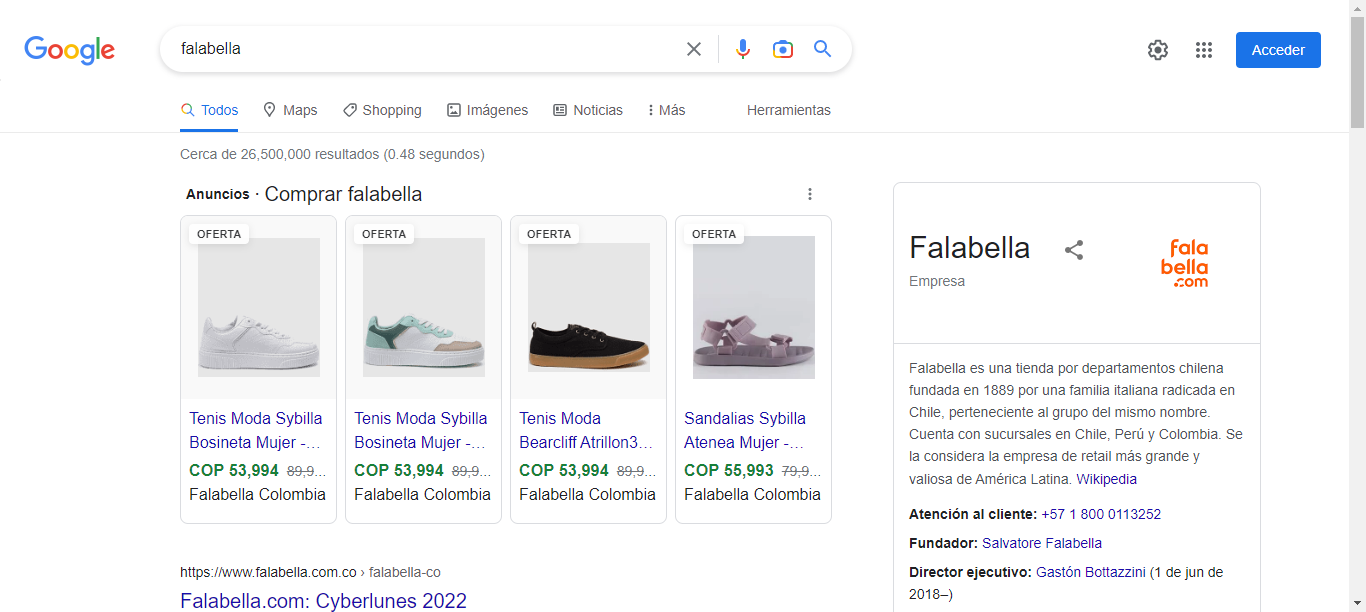 Google
falabella
Acceder
Todos
Maps
Shopping
Imágenes
Noticias
Más
Herramientas
Cerca de 26,500,000 resultados (0.48 segundos)
Anuncios · Comprar falabella
OFERTA
Tenis Moda Sybilla
Bosineta Mujer -…
COP 53,994 89,9...
Falabella Colombia
OFERTA
Tenis Moda Sybilla
Bosineta Mujer -…
COP 53,994 89,9...
Falabella Colombia
OFERTA
Tenis Moda
Bearcliff Atrillon3…
COP 53,994 89,9...
Falabella Colombia
OFERTA
Sandalias Sybilla
Atenea Mujer -…
COP 55,993 79,9...
Falabella Colombia
https://www.falabella.com.co › falabella-co
Falabella.com: Cyberlunes 2022
Falabella
Empresa
fala
bella
.com
Falabella es una tienda por departamentos chilena
fundada en 1889 por una familia italiana radicada en
Chile, perteneciente al grupo del mismo nombre.
Cuenta con sucursales en Chile, Perú y Colombia. Se
la considera la empresa de retail más grande y
valiosa de América Latina. Wikipedia
Atención al cliente: +57 1 800 0113252
Fundador: Salvatore Falabella
Director ejecutivo: Gastón Bottazzini (1 de jun de
2018–)